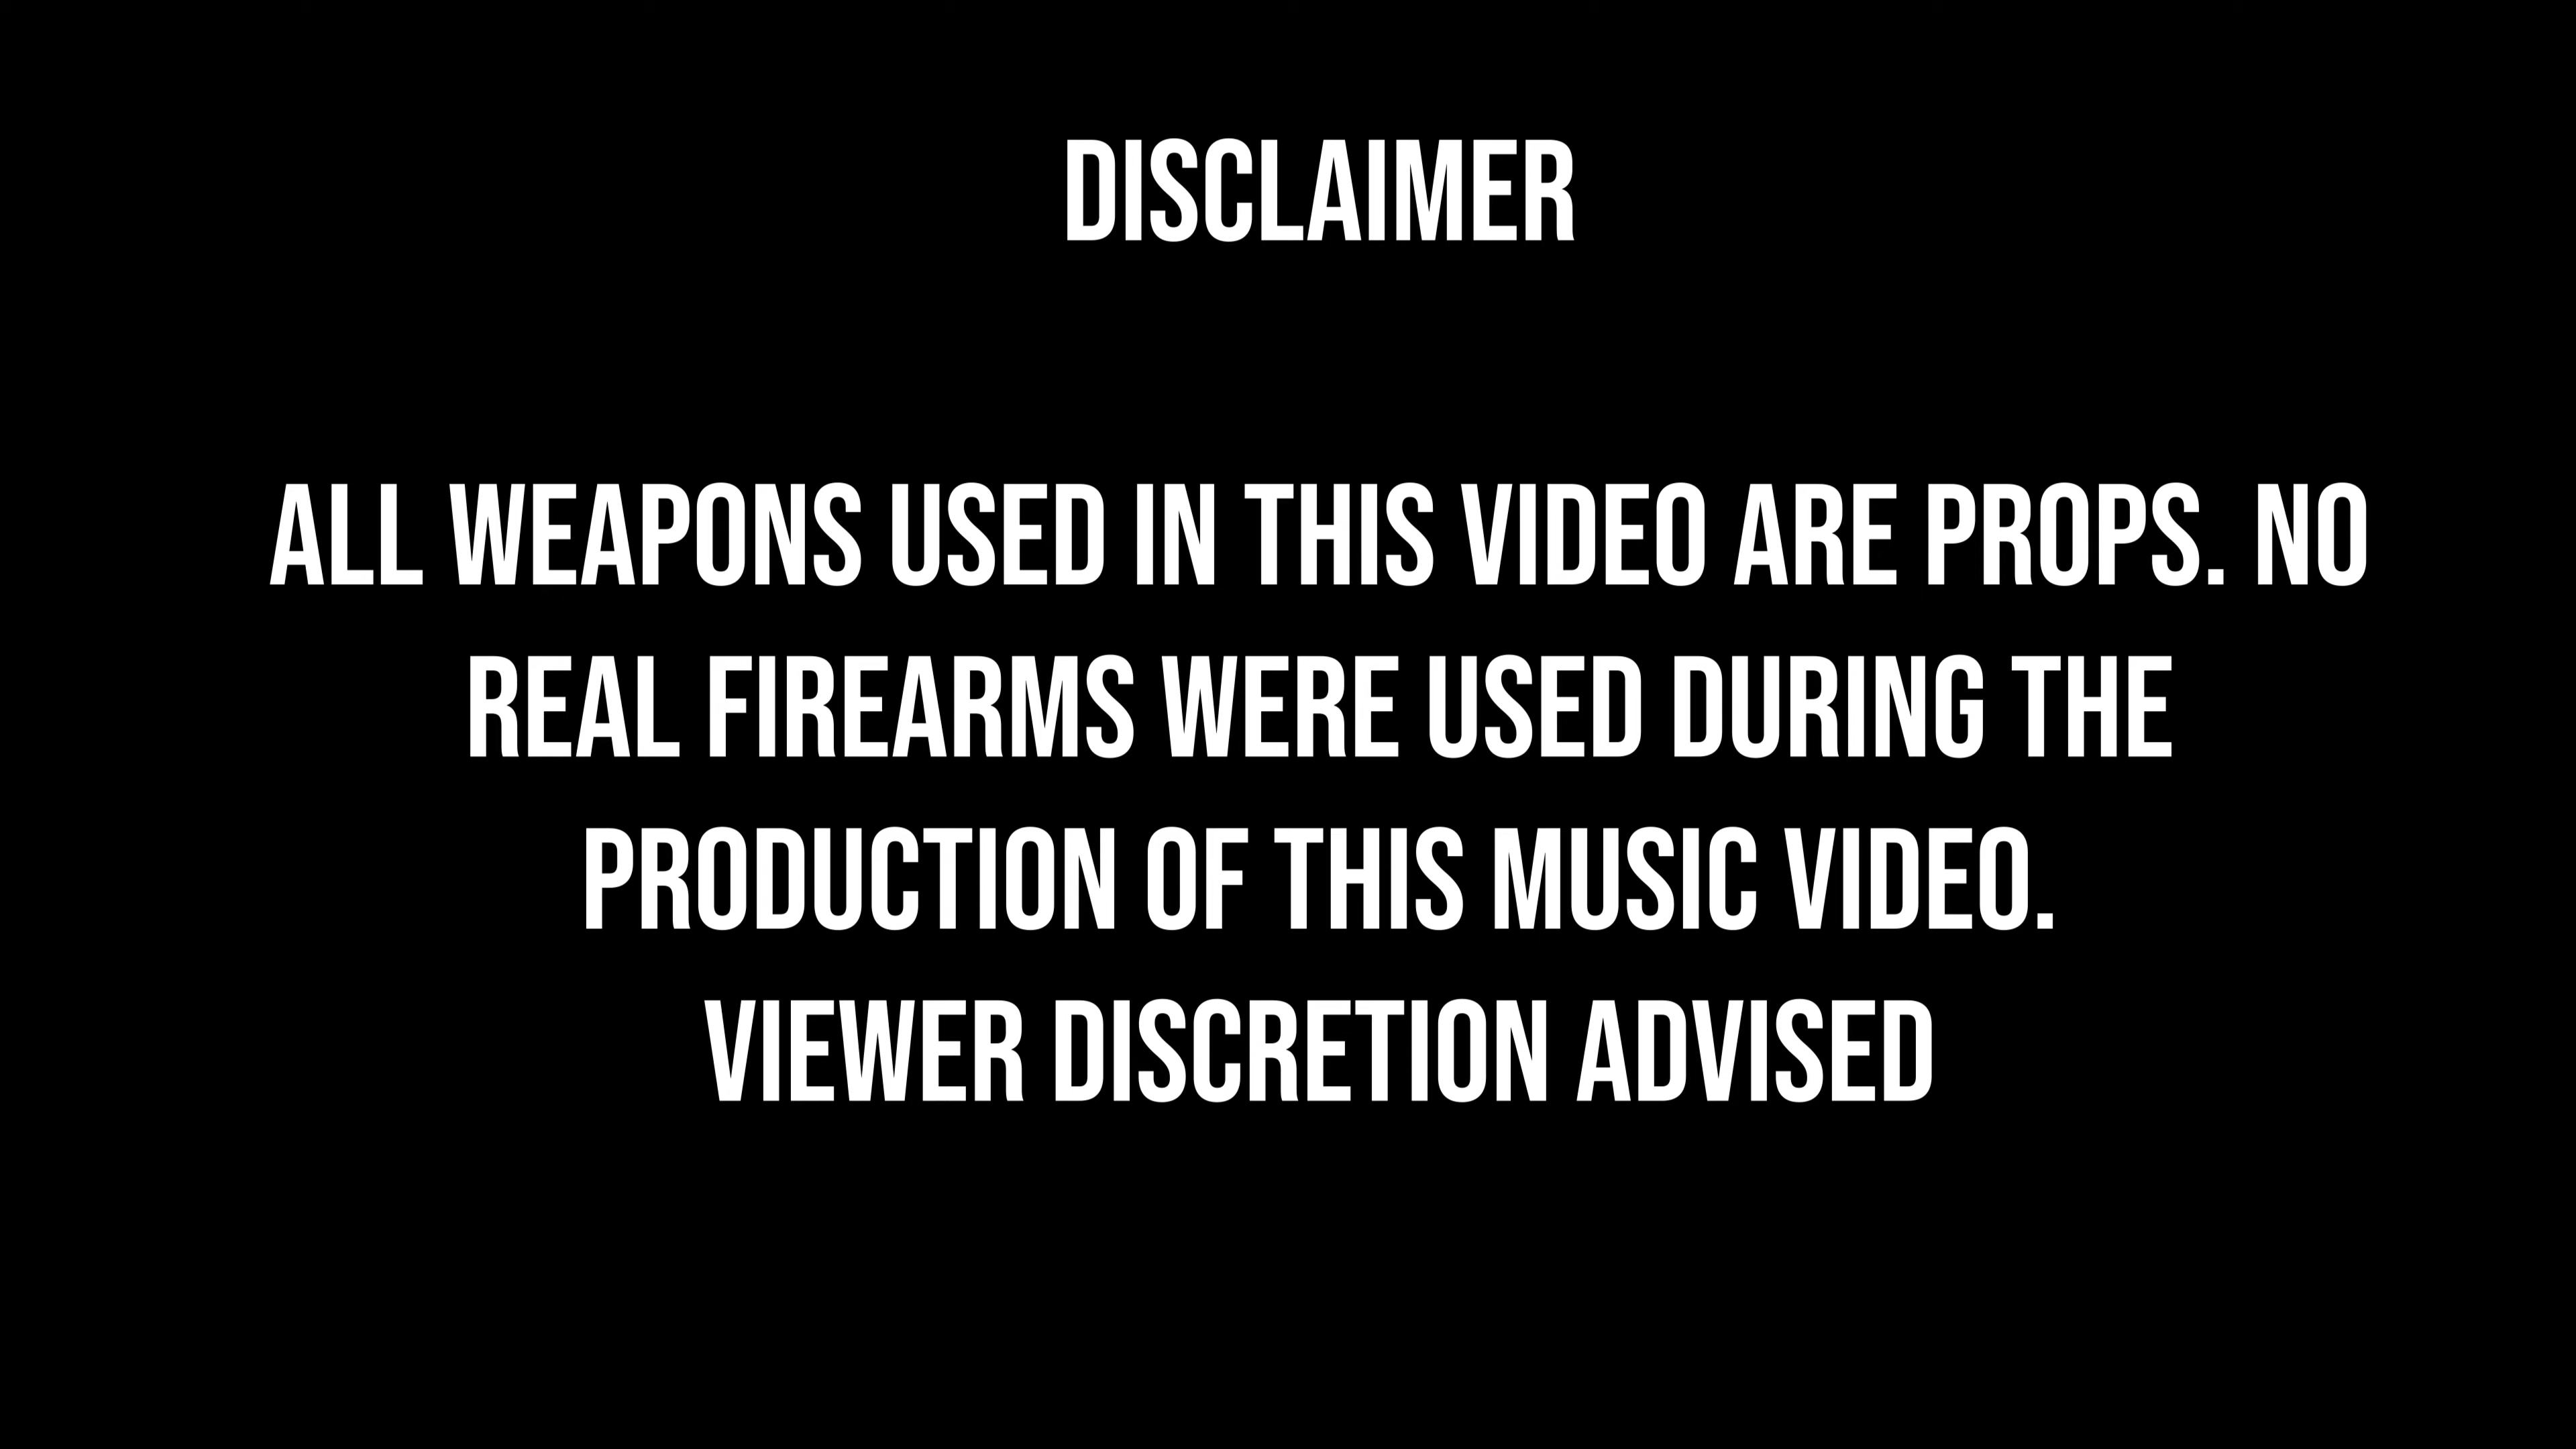 DISCLAIMER
ALL WEAPONS USED IN THIS VIDEO ARE PROPS. NO
REAL FIREARMS WERE USED DURING THE
PRODUCTION OF THIS MUSIC VIDEO.
VIEWER DISCRETION ADVISED